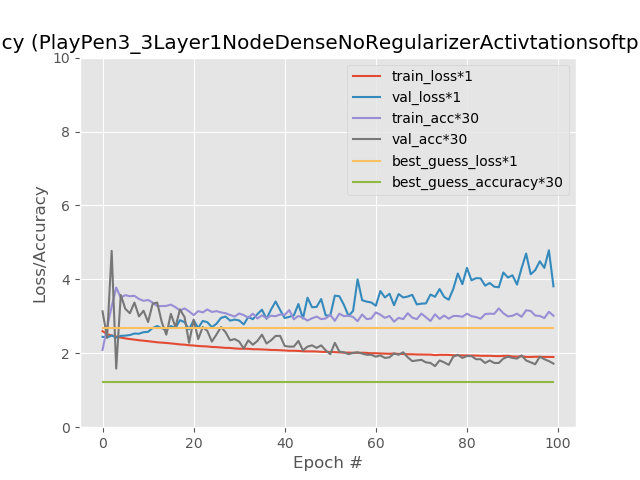 cy (PlayPen3_3Layer1NodeDenseNoRegularizerActivtationsoftp
10
8
6
4
2
0
Loss/Accuracy
train_loss*1
val_loss*1
train_acc*30
val_acc*30
best_guess_loss*1
best_guess_accuracy*30
0 20 40 60 80 100
Epoch #